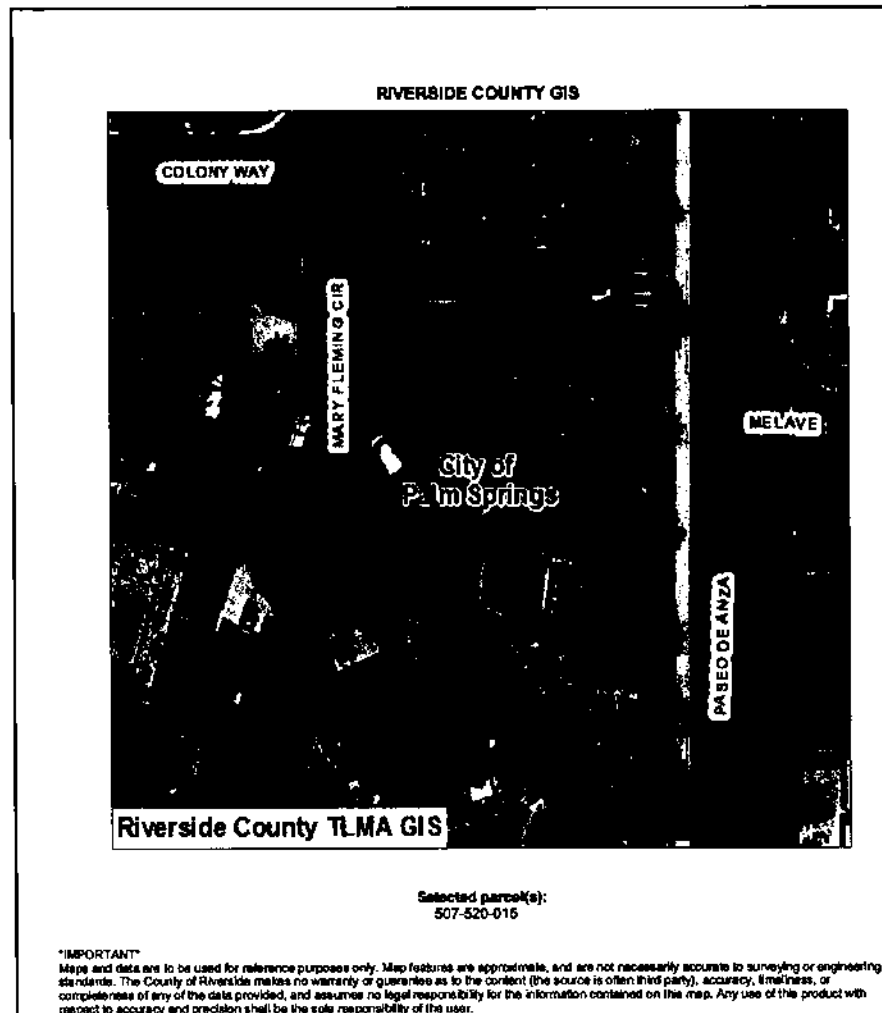 RIVERSIDE COUNTY GIS
COLONY WAY
MARY FLEMING CIR
MEL AVE
City of
Palm Springs
PASEO DE ANZA
Riverside County TLMA GIS
Selected parcel(s):
507-520-015
*IMPORTANT*
Maps and data are to be used for reference purposes only. Map features are approximate, and are not necessarily accurate to surveying or engineering
standards. The County of Riverside makes no warranty or guarantee as to the content (the source is often third party), accuracy, timeliness, or
completeness of any of the data provided, and assumes no legal responsibility for the information contained on this map. Any use of this product with
respect to accuracy and precision shall be the sole responsibility of the user.